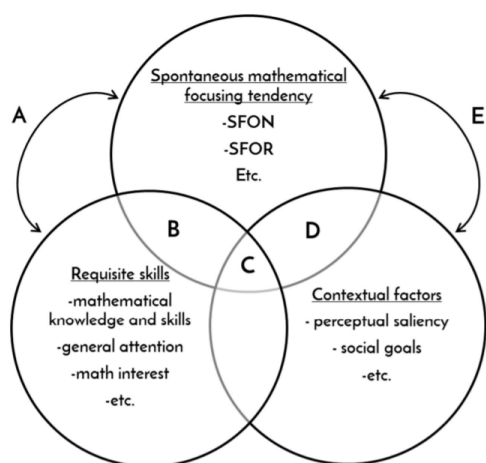 Spontaneous mathematical
focusing tendency
-SFON
-SFOR
Etc.
A
E
B
D
C
Requisite skills
-mathematical
knowledge and skills
-general attention
-math interest
-etc.
Contextual factors
- perceptual saliency
- social goals
-etc.